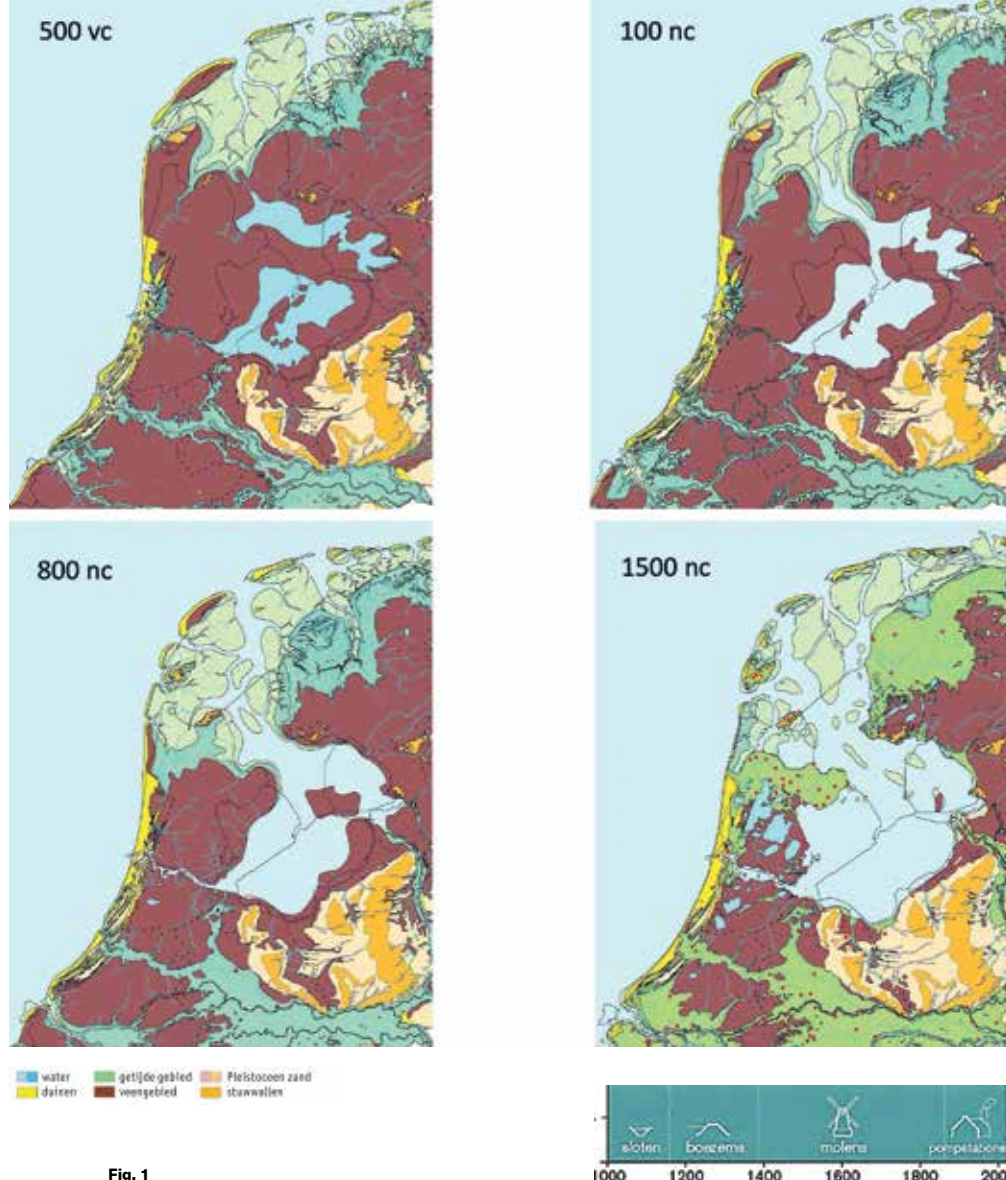 500 vc
100 nc
800 nc
1500 nc
water
getijde gebied
Pleistoceen zand
duinen
veengebied
stuwwallen
Fig. 1
sloten
boezems
molens
1000
1200
1400
1600
1800